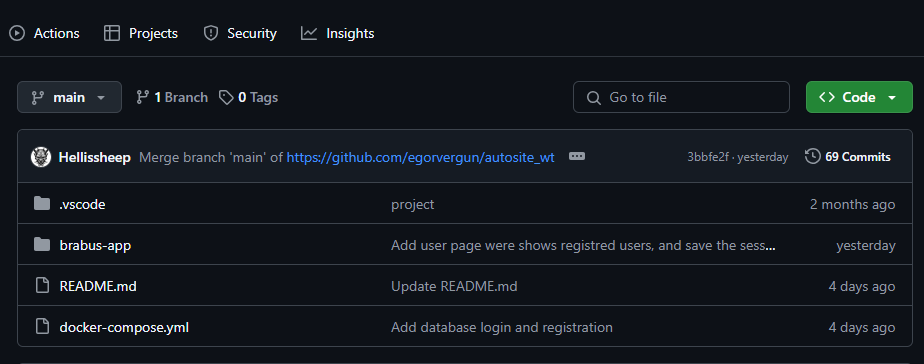 Actions Projects Security Insights
main 1 Branch 0 Tags Go to file Code
Hellissheep Merge branch 'main' of https://github.com/egorvergun/autosite_wt 3bbfe2f · yesterday 69 Commits
.vscode project 2 months ago
brabus-app Add user page were shows registred users, and save the sess... yesterday
README.md Update README.md 4 days ago
docker-compose.yml Add database login and registration 4 days ago